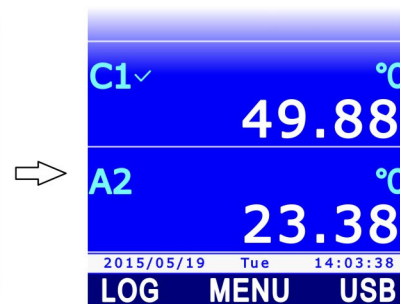 C1✓ °C
49.88
A2 °C
23.38
2015/05/19 Tue 14:03:38
LOG MENU USB